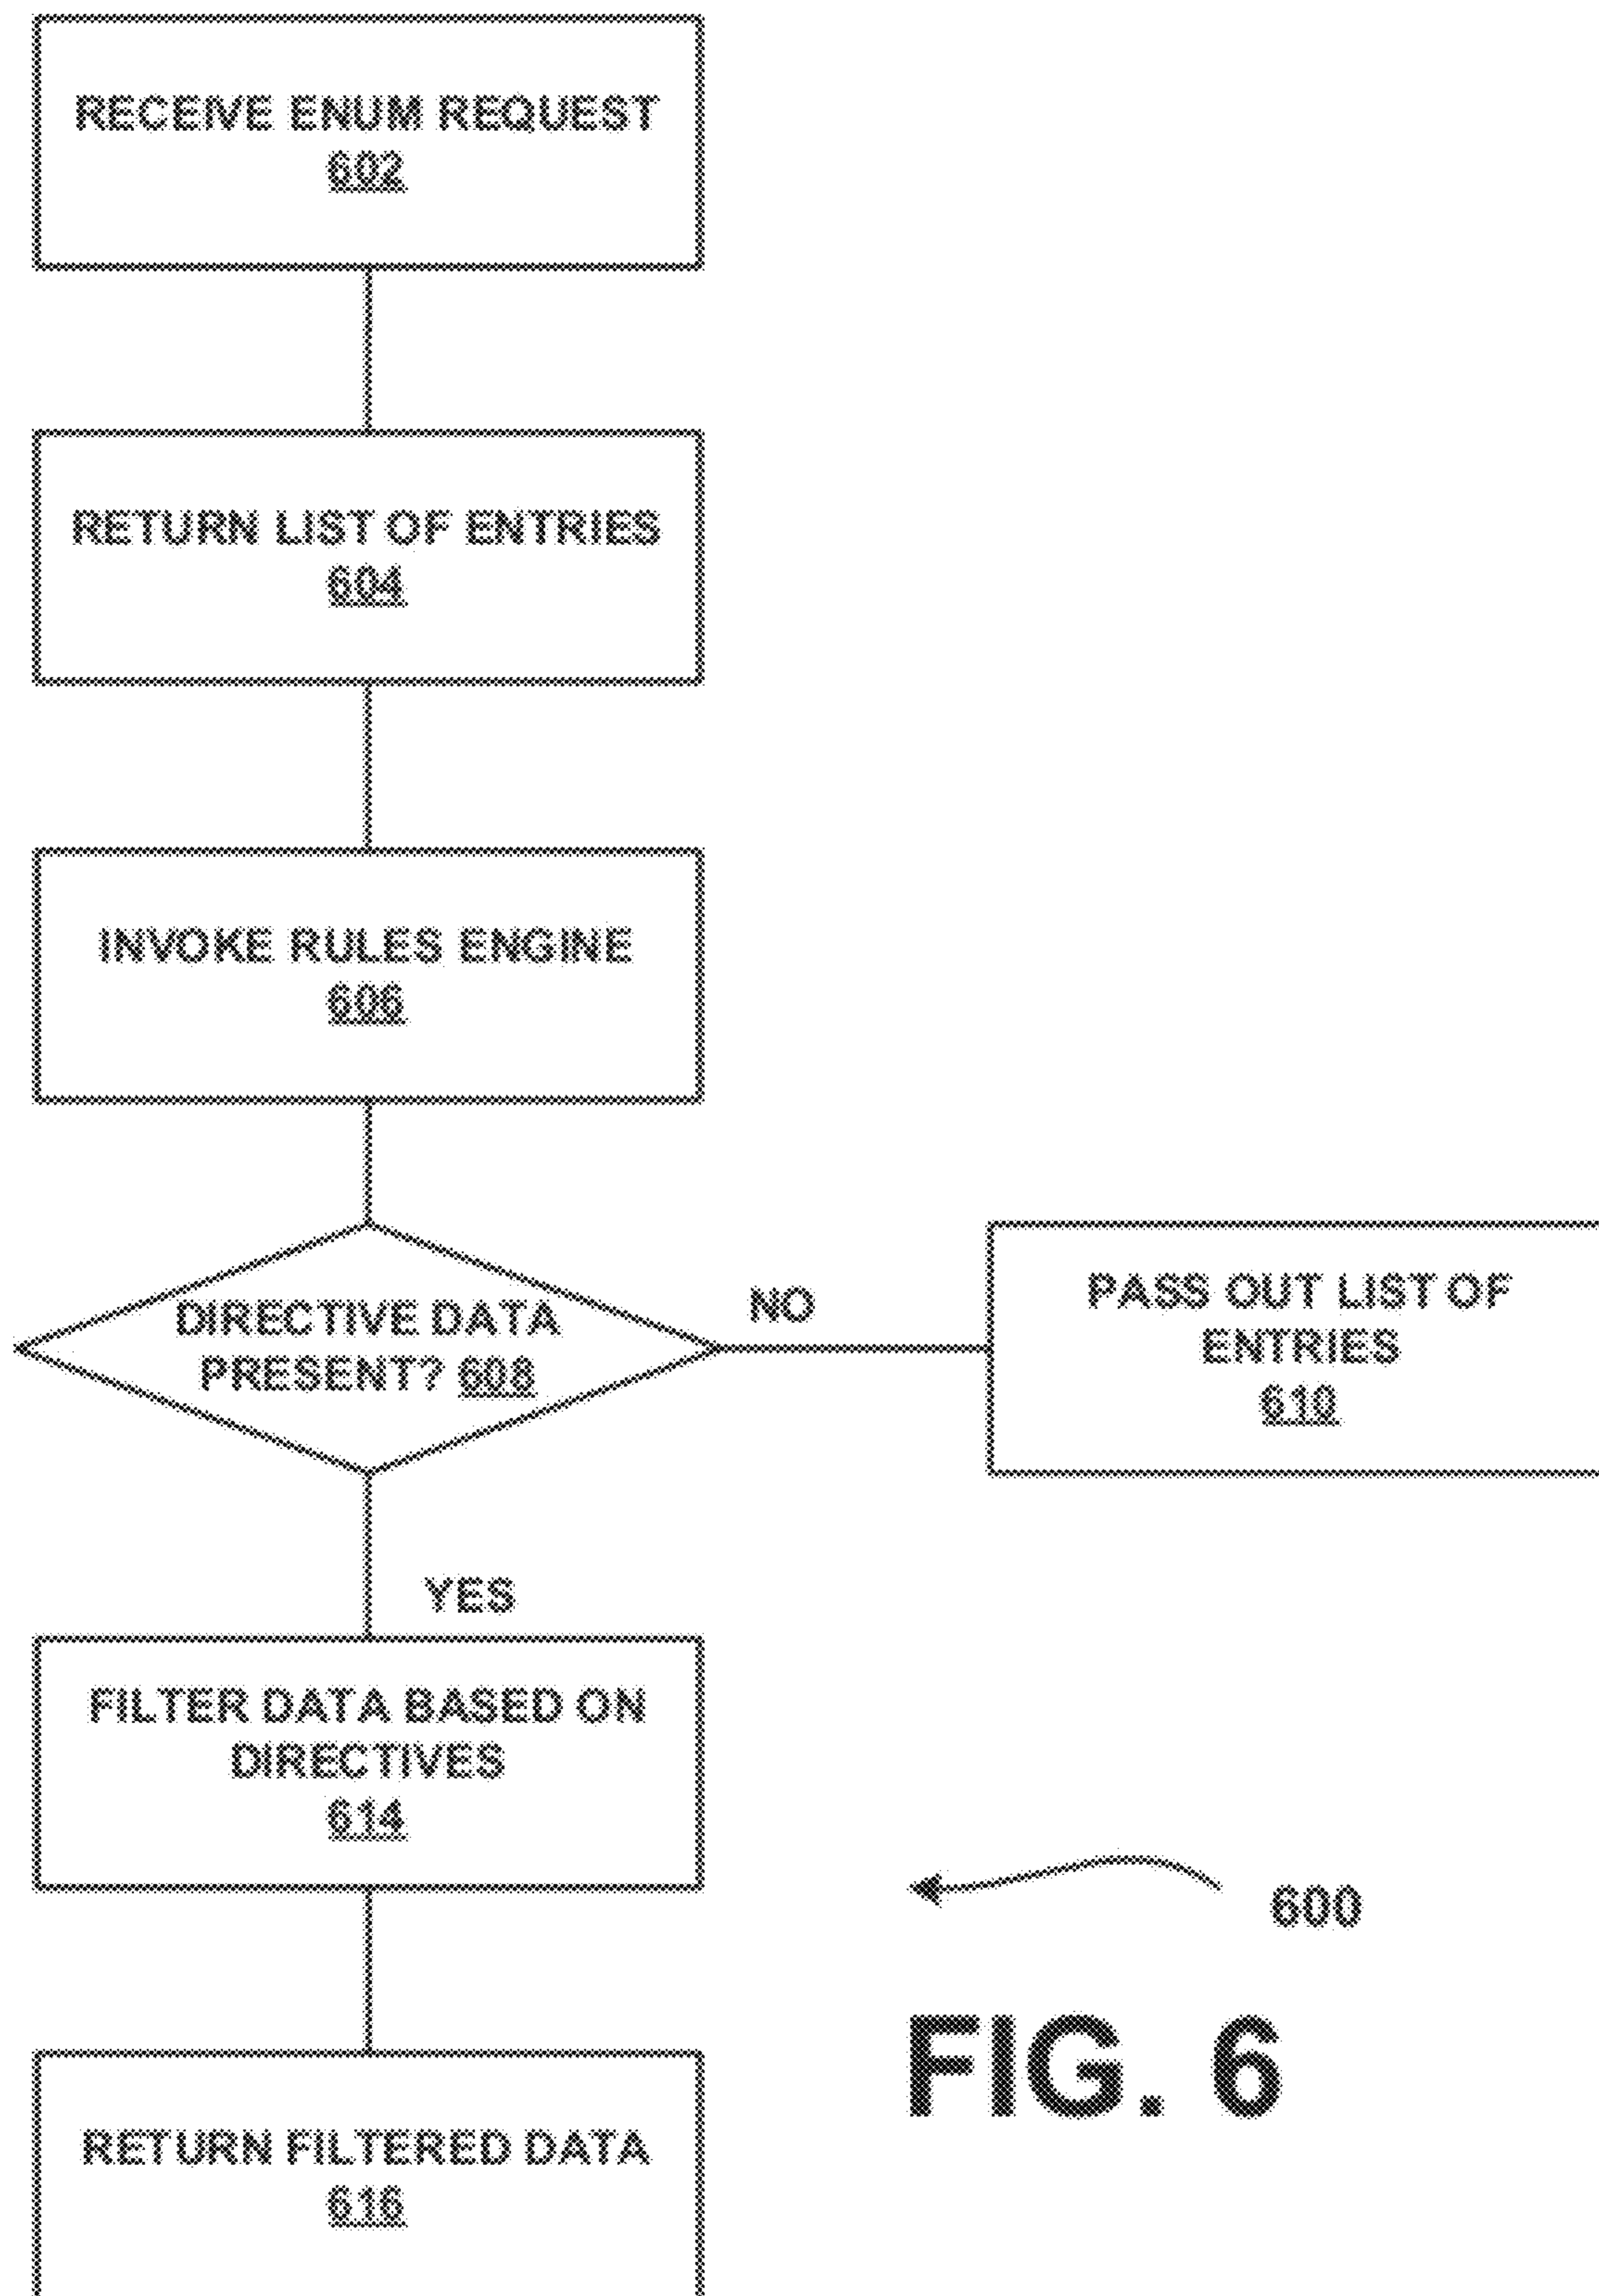 RECEIVE ENUM REQUEST
602
RETURN LIST OF ENTRIES
604
INVOKE RULES ENGINE
606
DIRECTIVE DATA
PRESENT? 608
NO
PASS OUT LIST OF
ENTRIES
610
YES
FILTER DATA BASED ON
DIRECTIVES
614
600
FIG. 6
RETURN FILTERED DATA
616